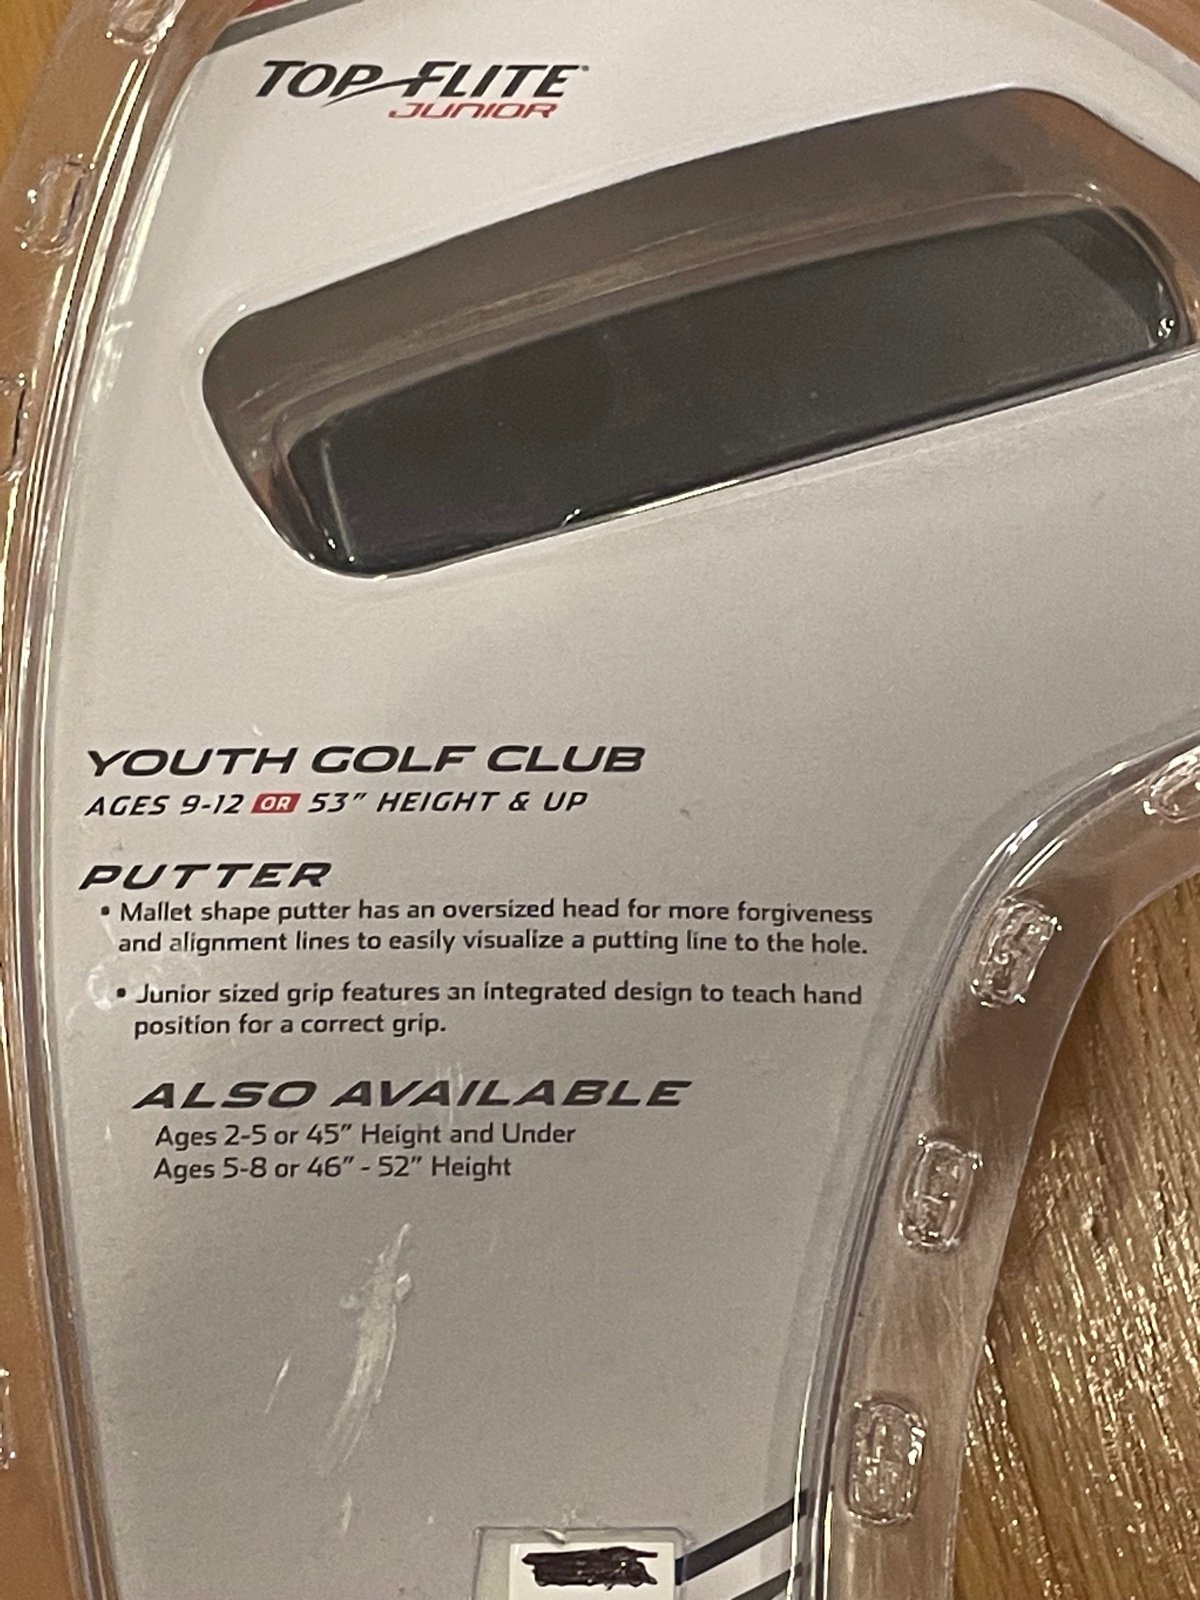 TOP FLITE
JUNIOR
YOUTH GOLF CLUB
AGES 9-12 OR 53" HEIGHT & UP
PUTTER
• Mallet shape putter has an oversized head for more forgiveness
and alignment lines to easily visualize a putting line to the hole.
• Junior sized grip features an integrated design to teach hand
position for a correct grip.
ALSO AVAILABLE
Ages 2-5 or 45" Height and Under
Ages 5-8 or 46" - 52" Height